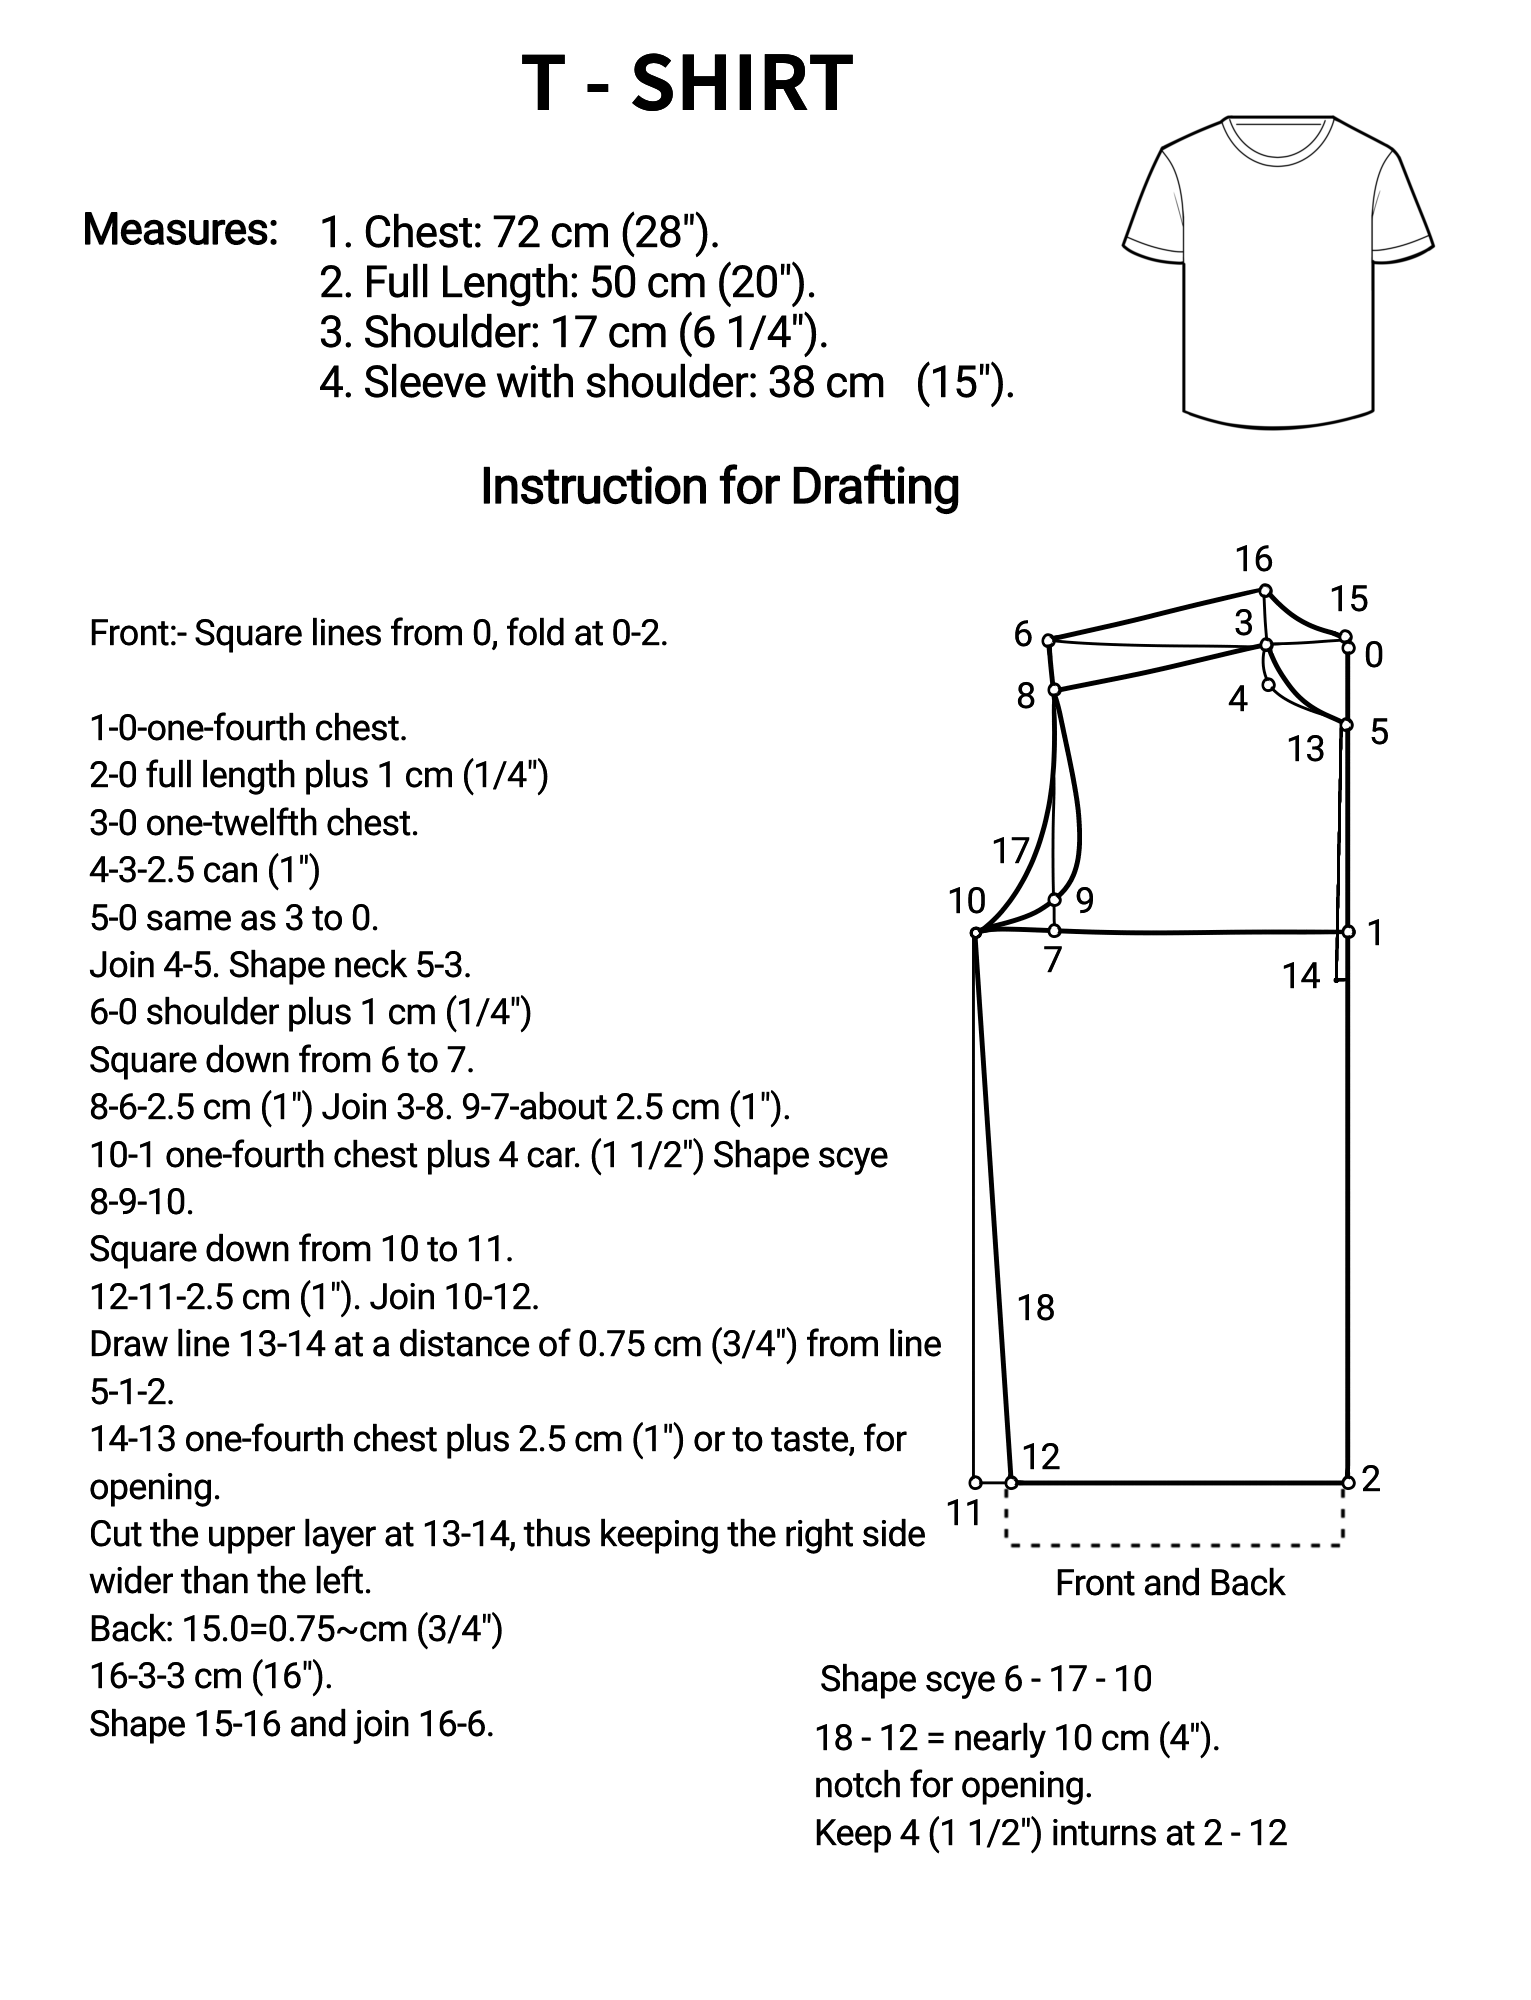 T - SHIRT
Measures:
1. Chest: 72 cm (28").
2. Full Length: 50 cm (20").
3. Shoulder: 17 cm (6 1/4").
4. Sleeve with shoulder: 38 cm (15").
Instruction for Drafting
Front:- Square lines from 0, fold at 0-2.
1-0-one-fourth chest.
2-0 full length plus 1 cm (1/4")
3-0 one-twelfth chest.
4-3-2.5 can (1")
5-0 same as 3 to 0.
Join 4-5. Shape neck 5-3.
6-0 shoulder plus 1 cm (1/4")
Square down from 6 to 7.
8-6-2.5 cm (1") Join 3-8. 9-7-about 2.5 cm (1").
10-1 one-fourth chest plus 4 car. (1 1/2") Shape scye
8-9-10.
Square down from 10 to 11.
12-11-2.5 cm (1"). Join 10-12.
Draw line 13-14 at a distance of 0.75 cm (3/4") from line
5-1-2.
14-13 one-fourth chest plus 2.5 cm (1") or to taste, for
opening.
Cut the upper layer at 13-14, thus keeping the right side
wider than the left.
Back: 15.0=0.75~cm (3/4")
16-3-3 cm (16").
Shape 15-16 and join 16-6.
16
15
3
6
0
8
4
5
13
17
10
9
1
7
14
18
12
2
11
Front and Back
Shape scye 6 - 17 - 10
18 - 12 = nearly 10 cm (4").
notch for opening.
Keep 4 (1 1/2") inturns at 2 - 12